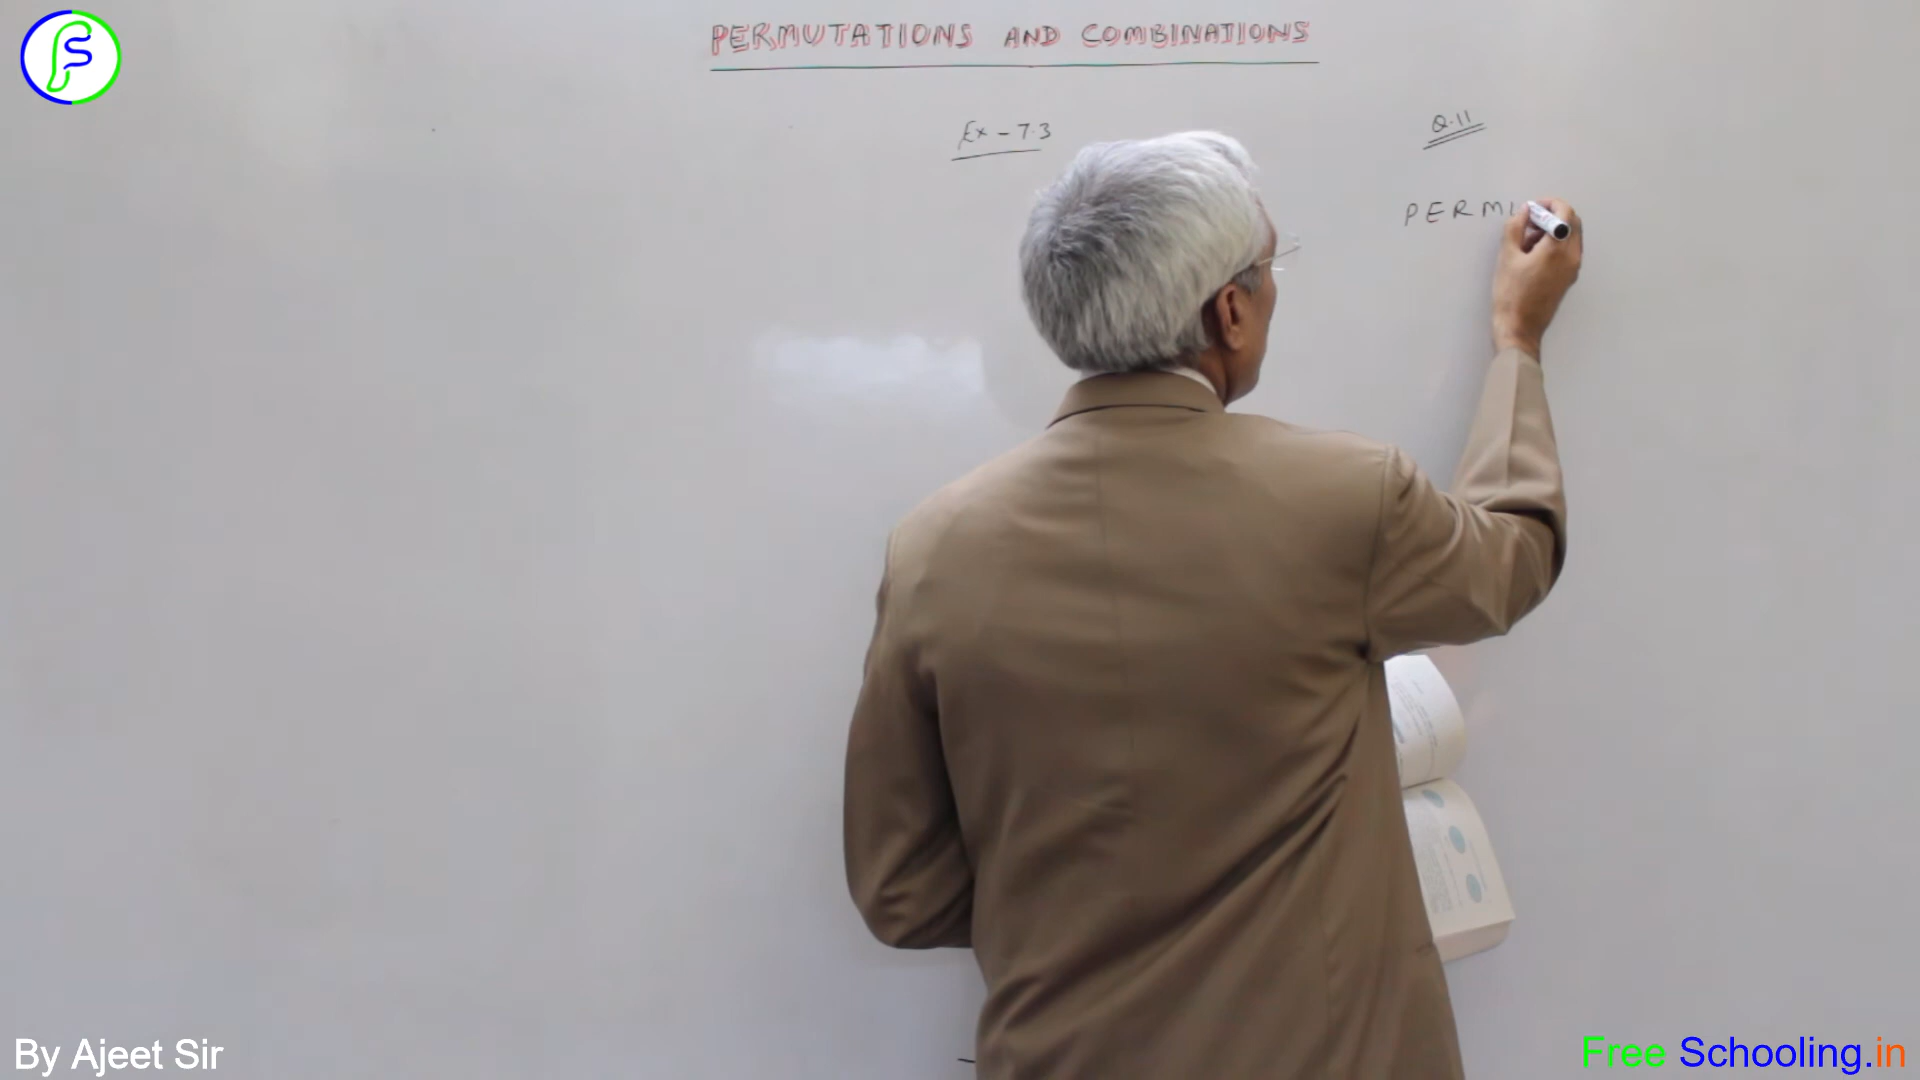 PERMUTATIONS AND COMBINATIONS
Ex - 7.3
Q.11
PERMU
By Ajeet Sir
Free Schooling.in